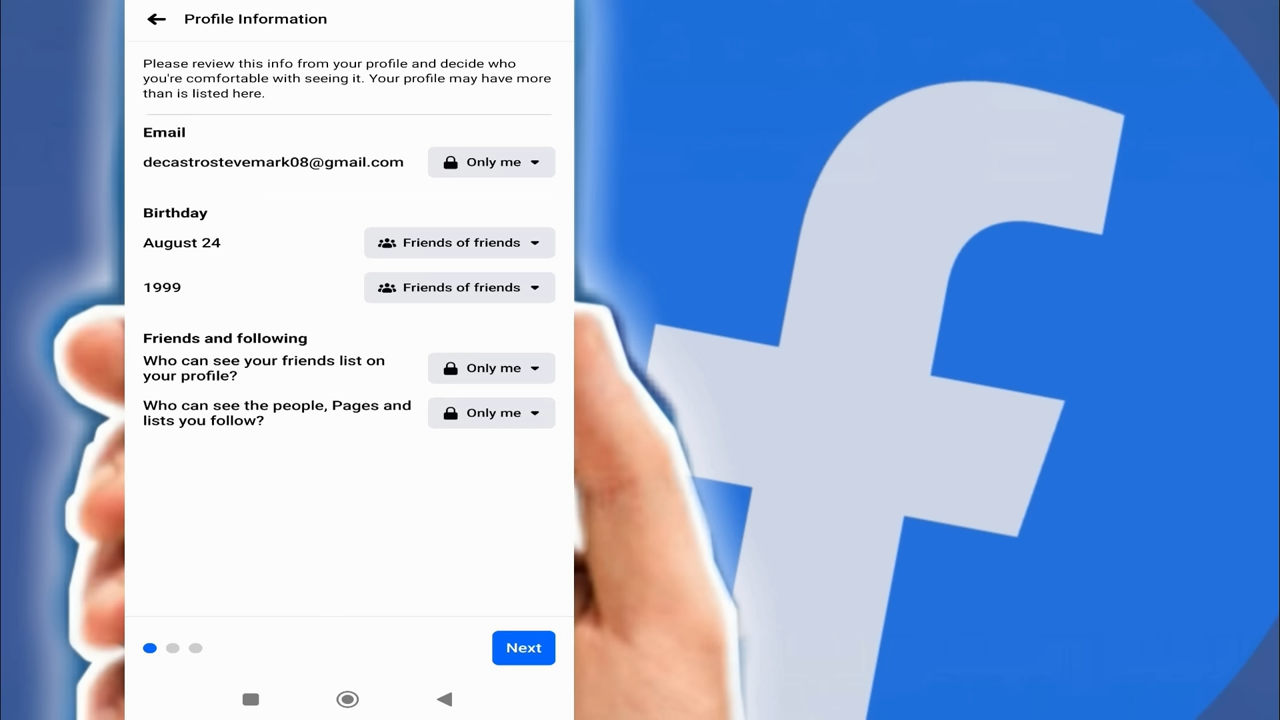 Profile Information
Please review this info from your profile and decide who
you're comfortable with seeing it. Your profile may have more
than is listed here.
Email
decastrostevemark08@gmail.com
Only me
Birthday
August 24
Friends of friends
1999
Friends of friends
Friends and following
Who can see your friends list on
your profile?
Only me
Who can see the people, Pages and
lists you follow?
Only me
Next